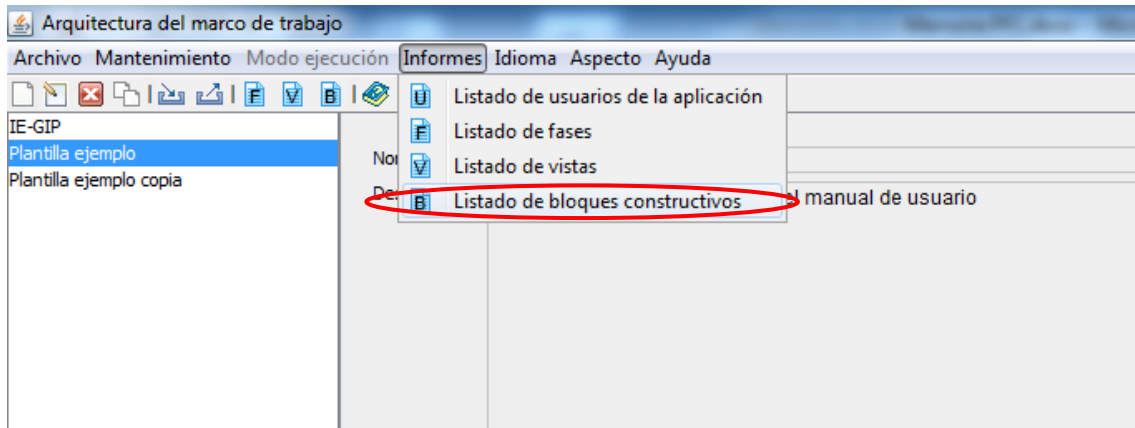 Arquitectura del marco de trabajo
Archivo Mantenimiento Modo ejecución Informes Idioma Aspecto Ayuda
F V B
U Listado de usuarios de la aplicación
IE-GIP
F Listado de fases
Plantilla ejemplo
V Listado de vistas
Plantilla ejemplo copia
B Listado de bloques constructivos
manual de usuario